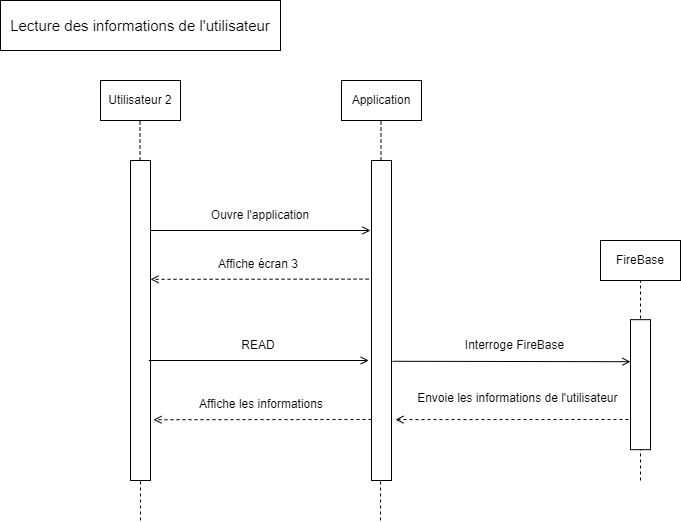 Lecture des informations de l'utilisateur
Utilisateur 2
Application
Ouvre l'application
Affiche écran 3
FireBase
READ
Interroge FireBase
Affiche les informations
Envoie les informations de l'utilisateur